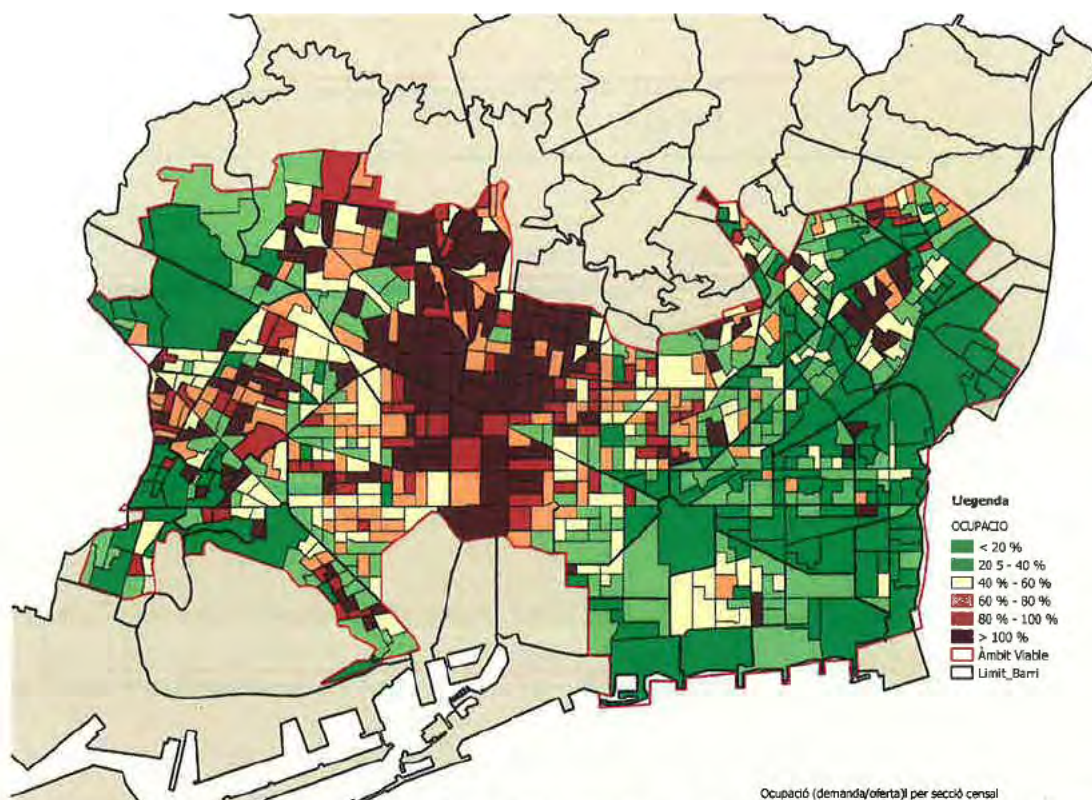 Llegenda
OCUPACIO
< 20 %
20 5 - 40 %
40 % - 60 %
60 % - 80 %
80 % - 100 %
> 100 %
Àmbit Viable
Limit_Barri
Ocupació (demanda/oferta)l per secció censal